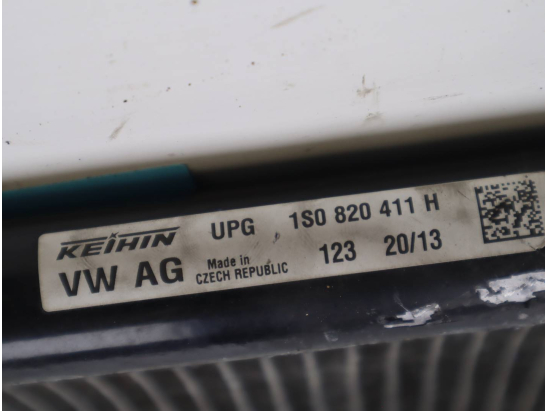 KEIHIN UPG 1S0 820 411 H
VW AG Made in CZECH REPUBLIC 123 20/13